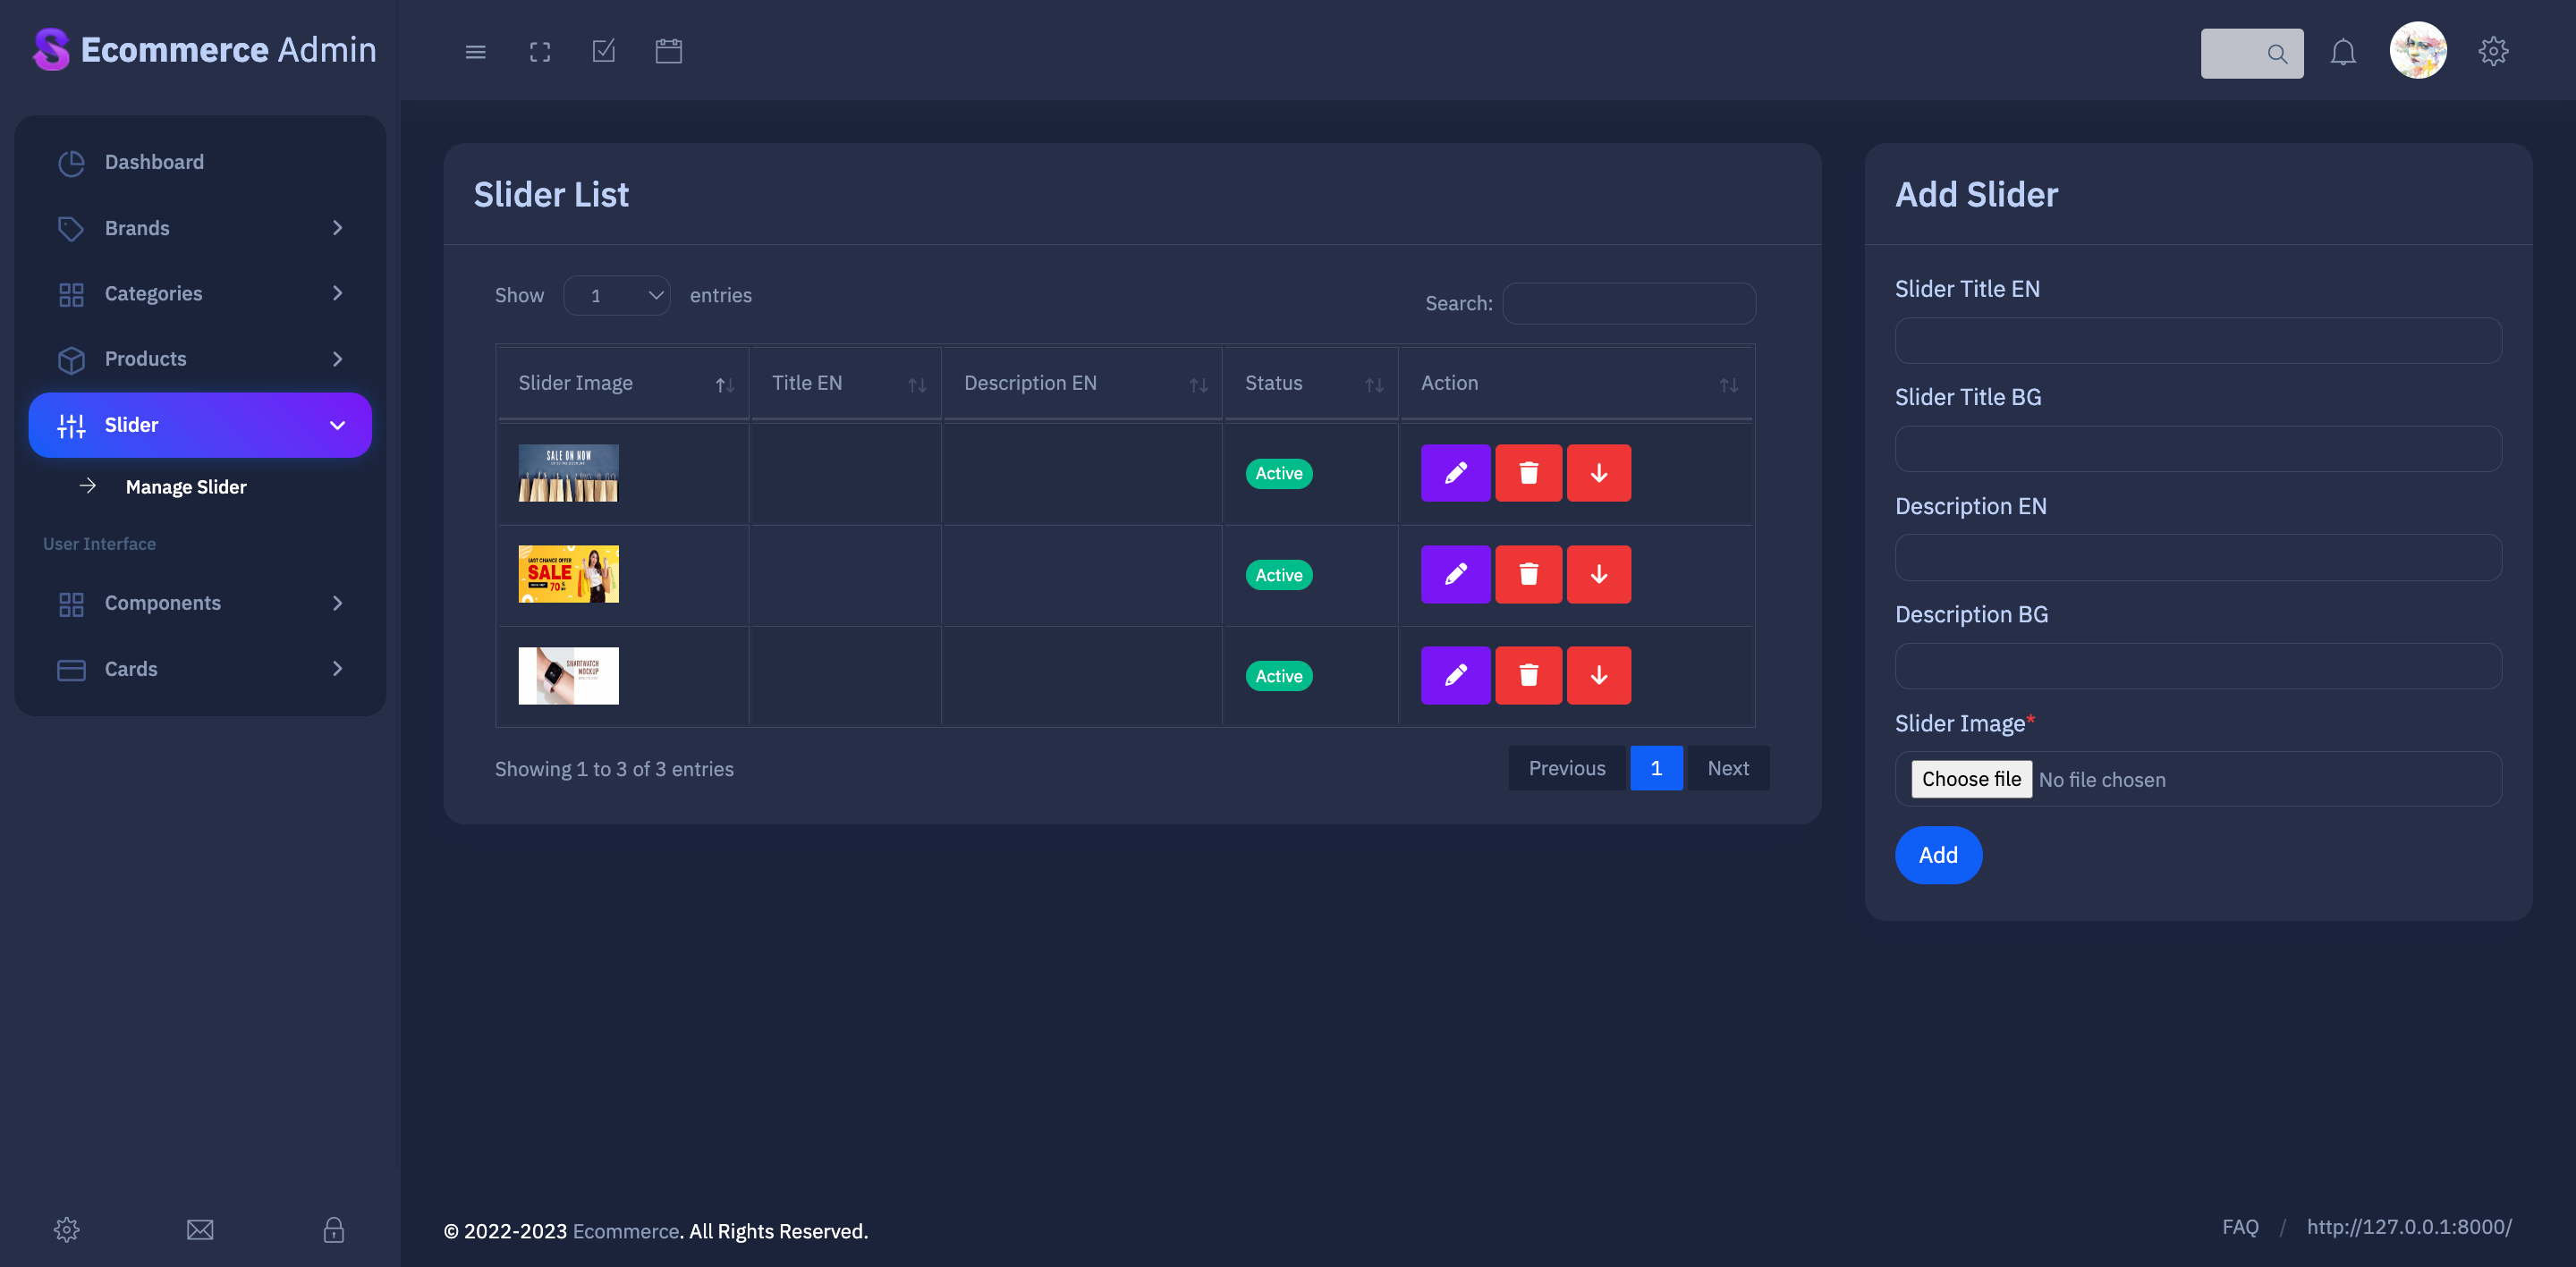 Ecommerce Admin
Dashboard
Brands
Categories
Products
Slider
Manage Slider
User Interface
Components
Cards
Slider List
Show 1 entries
Search:
Slider Image Title EN Description EN Status Action
SALE ON NOW
Active
LAST CHANCE OFFER
SALE
70%
Active
SMARTWATCH
MOCKUP
Active
Showing 1 to 3 of 3 entries
Previous 1 Next
Add Slider
Slider Title EN
Slider Title BG
Description EN
Description BG
Slider Image*
Choose file No file chosen
Add
© 2022-2023 Ecommerce. All Rights Reserved.
FAQ / http://127.0.0.1:8000/